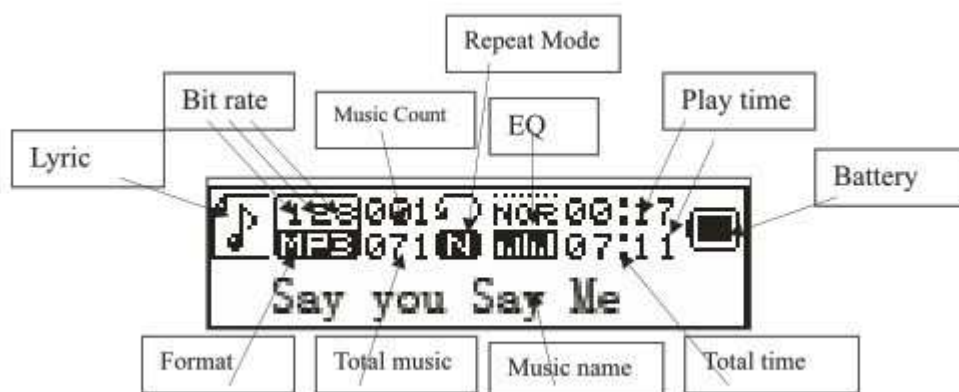 Repeat Mode
Bit rate
Music Count
EQ
Play time
Lyric
Battery
128 001 NOR 00:17
MP3 071 N 07:11
Say you Say Me
Format
Total music
Music name
Total time